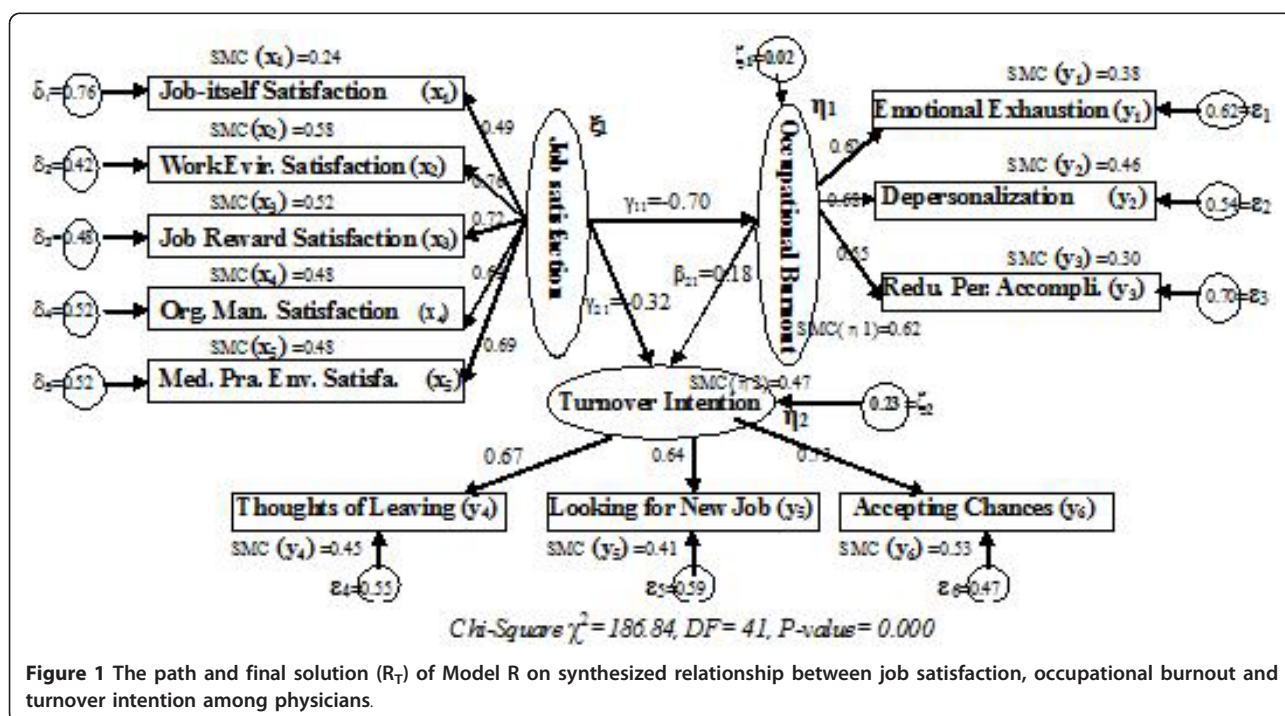 SMC (x₁) =0.24
δ₁= 0.76
Job-itself Satisfaction (x₁)
SMC (x₂) =0.58
δ₂= 0.42
Work Evir. Satisfaction (x₂)
SMC (x₃) =0.52
δ₃= 0.48
Job Reward Satisfaction (x₃)
SMC (x₄) =0.48
δ₄= 0.52
Org. Man. Satisfaction (x₄)
SMC (x₅) =0.48
δ₅= 0.52
Med. Pra. Env. Satisfa. (x₅)
0.49
0.76
0.72
0.69
Job satisfaction
ξ1
γ₁₁=-0.70
γ₂₁=-0.32
β₂₁=0.18
0.02
η1
Occupational Burnout
SMC( η 1) =0.62
0.68
0.55
SMC (y₁) =0.38
Emotional Exhaustion (y₁)
0.62 =ε₁
SMC (y₂) =0.46
Depersonalization (y₂)
0.54 =ε₂
SMC (y₃) =0.30
Redu. Per. Accompli. (y₃)
0.70 =ε₃
SMC( η 2) =0.47
Turnover Intention
η2
0.23 =ζ₂
0.67
0.64
0.73
Thoughts of Leaving (y₄)
Looking for New Job (y₅)
Accepting Chances (y₆)
SMC (y₄) =0.45
SMC (y₅) =0.41
SMC (y₆) =0.53
ε₄= 0.55
ε₅= 0.59
ε₆= 0.47
Chi-Square χ²= 186.84, DF= 41, P-value= 0.000
Figure 1 The path and final solution (R_T) of Model R on synthesized relationship between job satisfaction, occupational burnout and
turnover intention among physicians.